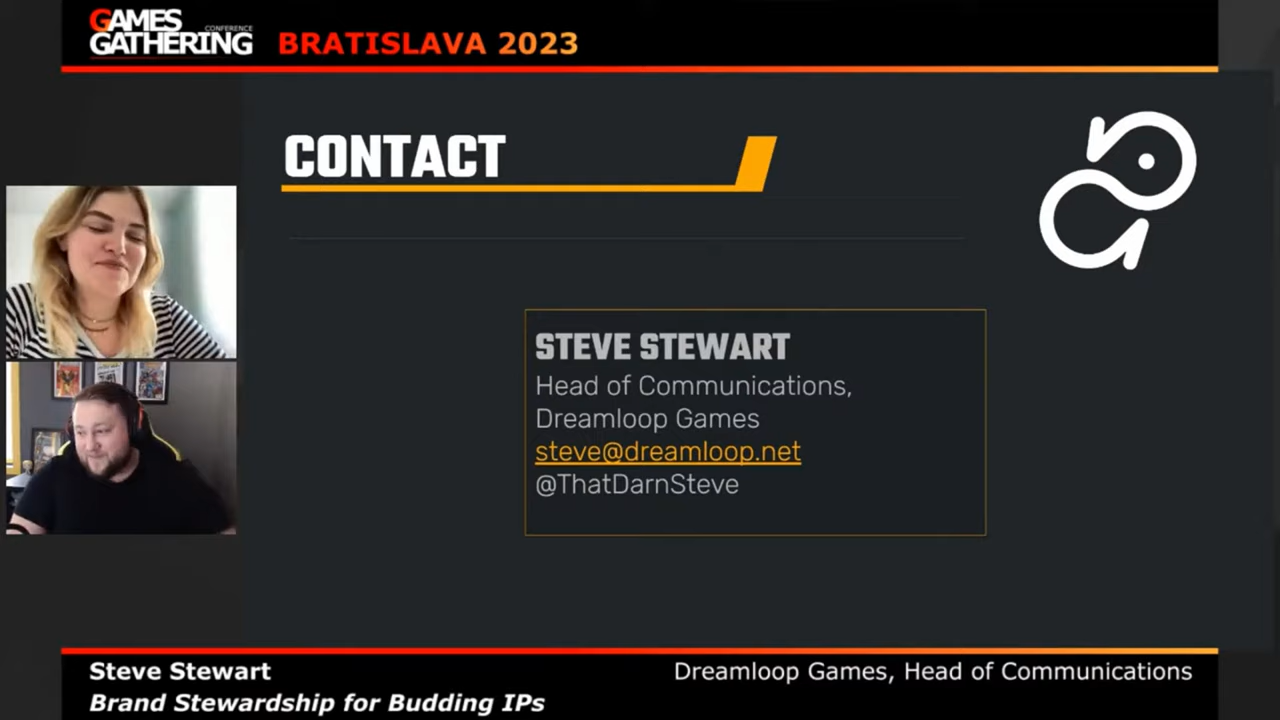 GAMES
CONFERENCE
GATHERING
BRATISLAVA 2023
CONTACT
STEVE STEWART
Head of Communications,
Dreamloop Games
steve@dreamloop.net
@ThatDarnSteve
Steve Stewart
Dreamloop Games, Head of Communications
Brand Stewardship for Budding IPs